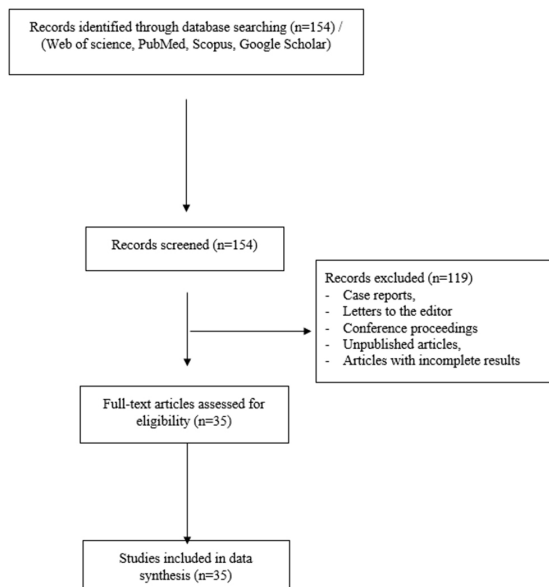 Records identified through database searching (n=154) /
(Web of science, PubMed, Scopus, Google Scholar)
Records screened (n=154)
Records excluded (n=119)
- Case reports,
- Letters to the editor
- Conference proceedings
- Unpublished articles,
- Articles with incomplete results
Full-text articles assessed for
eligibility (n=35)
Studies included in data
synthesis (n=35)